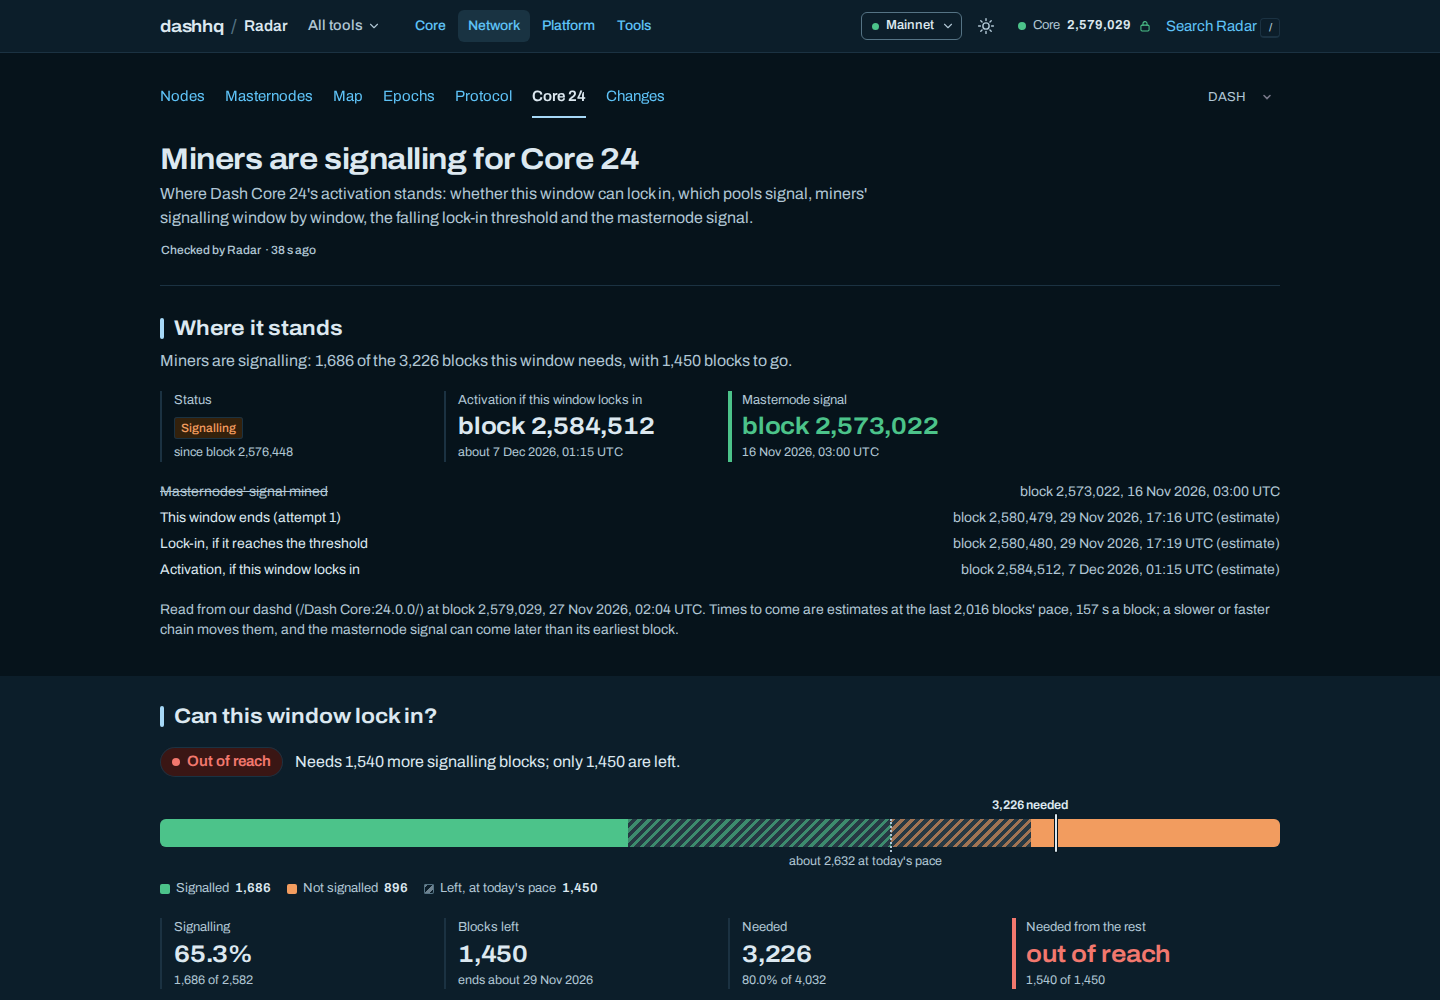 dashhq / Radar All tools Core Network Platform Tools Mainnet Core 2,579,029 Search Radar /
Nodes Masternodes Map Epochs Protocol Core 24 Changes DASH
Miners are signalling for Core 24
Where Dash Core 24's activation stands: whether this window can lock in, which pools signal, miners'
signalling window by window, the falling lock-in threshold and the masternode signal.
Checked by Radar · 38 s ago
Where it stands
Miners are signalling: 1,686 of the 3,226 blocks this window needs, with 1,450 blocks to go.
Status
Signalling
since block 2,576,448
Activation if this window locks in
block 2,584,512
about 7 Dec 2026, 01:15 UTC
Masternode signal
block 2,573,022
16 Nov 2026, 03:00 UTC
Masternodes' signal mined block 2,573,022, 16 Nov 2026, 03:00 UTC
This window ends (attempt 1) block 2,580,479, 29 Nov 2026, 17:16 UTC (estimate)
Lock-in, if it reaches the threshold block 2,580,480, 29 Nov 2026, 17:19 UTC (estimate)
Activation, if this window locks in block 2,584,512, 7 Dec 2026, 01:15 UTC (estimate)
Read from our dashd (/Dash Core:24.0.0/) at block 2,579,029, 27 Nov 2026, 02:04 UTC. Times to come are estimates at the last 2,016 blocks' pace, 157 s a block; a slower or faster
chain moves them, and the masternode signal can come later than its earliest block.
Can this window lock in?
Out of reach Needs 1,540 more signalling blocks; only 1,450 are left.
3,226 needed
about 2,632 at today's pace
Signalled 1,686 Not signalled 896 Left, at today's pace 1,450
Signalling
65.3%
1,686 of 2,582
Blocks left
1,450
ends about 29 Nov 2026
Needed
3,226
80.0% of 4,032
Needed from the rest
out of reach
1,540 of 1,450